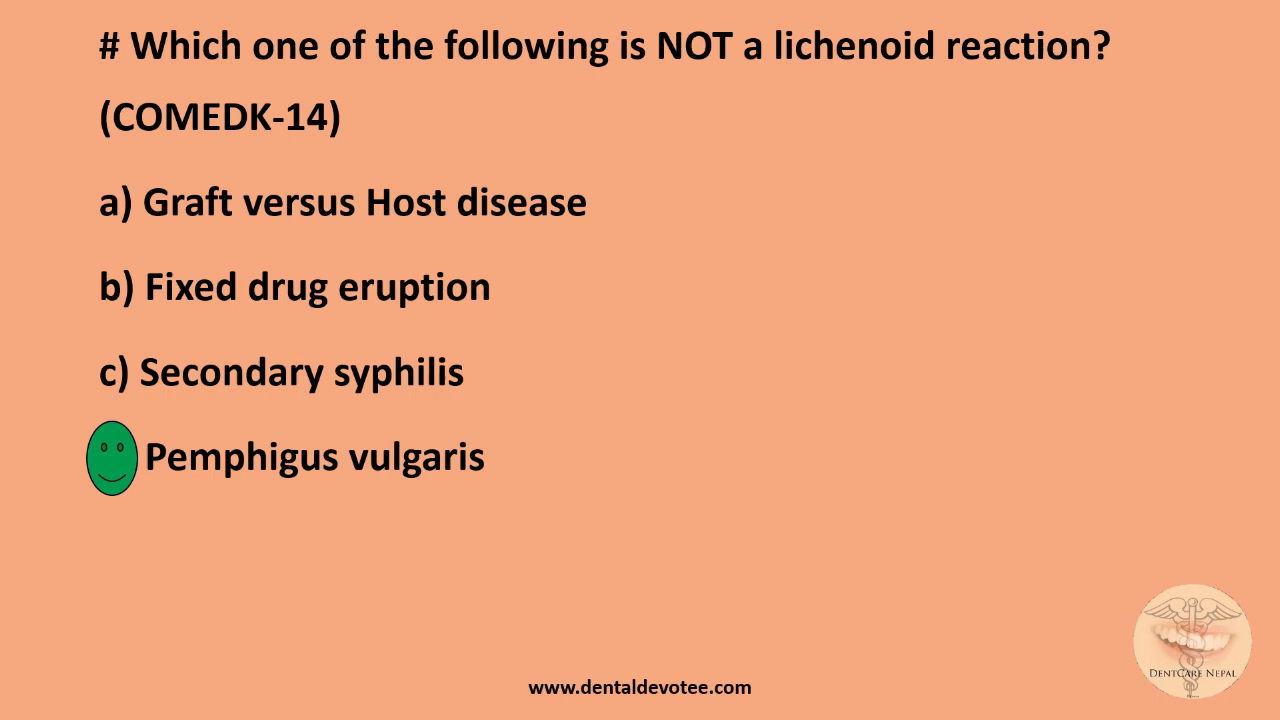 # Which one of the following is NOT a lichenoid reaction?
(COMEDK-14)
a) Graft versus Host disease
b) Fixed drug eruption
c) Secondary syphilis
Pemphigus vulgaris
DENTCARE NEPAL
www.dentaldevotee.com